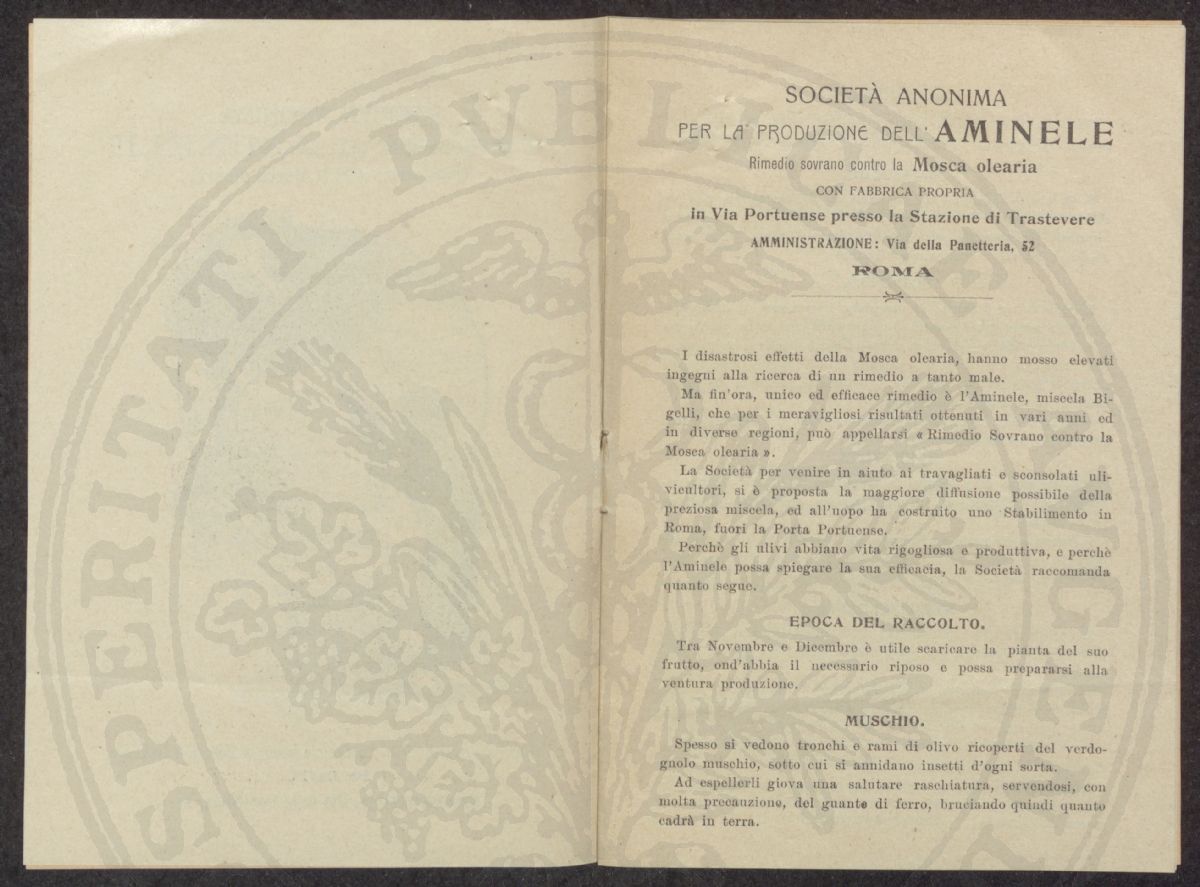 SOCIETÀ ANONIMA
PER LA PRODUZIONE DELL' AMINELE
Rimedio sovrano contro la Mosca olearia
CON FABBRICA PROPRIA
in Via Portuense presso la Stazione di Trastevere
AMMINISTRAZIONE: Via della Panetteria, 52
ROMA
I disastrosi effetti della Mosca olearia, hanno mosso elevati
ingegni alla ricerca di un rimedio a tanto male.
Ma fin'ora, unico ed efficace rimedio è l'Aminele, miscela Bi-
gelli, che per i meravigliosi risultati ottenuti in vari anni ed
in diverse regioni, può appellarsi « Rimedio Sovrano contro la
Mosca olearia ».
La Società per venire in aiuto ai travagliati e sconsolati uli-
vicultori, si è proposta la maggiore diffusione possibile della
preziosa miscela, ed all'uopo ha costruito uno Stabilimento in
Roma, fuori la Porta Portuense.
Perchè gli ulivi abbiano vita rigogliosa e produttiva, e perchè
l'Aminele possa spiegare la sua efficacia, la Società raccomanda
quanto segue.
EPOCA DEL RACCOLTO.
Tra Novembre e Dicembre è utile scaricare la pianta del suo
frutto, ond'abbia il necessario riposo e possa prepararsi alla
ventura produzione.
MUSCHIO.
Spesso si vedono tronchi e rami di olivo ricoperti del verdo-
gnolo muschio, sotto cui si annidano insetti d'ogni sorta.
Ad espellerli giova una salutare raschiatura, servendosi, con
molta precauzione, del guante di ferro, bruciando quindi quanto
cadrà in terra.
SPERITATI PVBLICAE AVGE